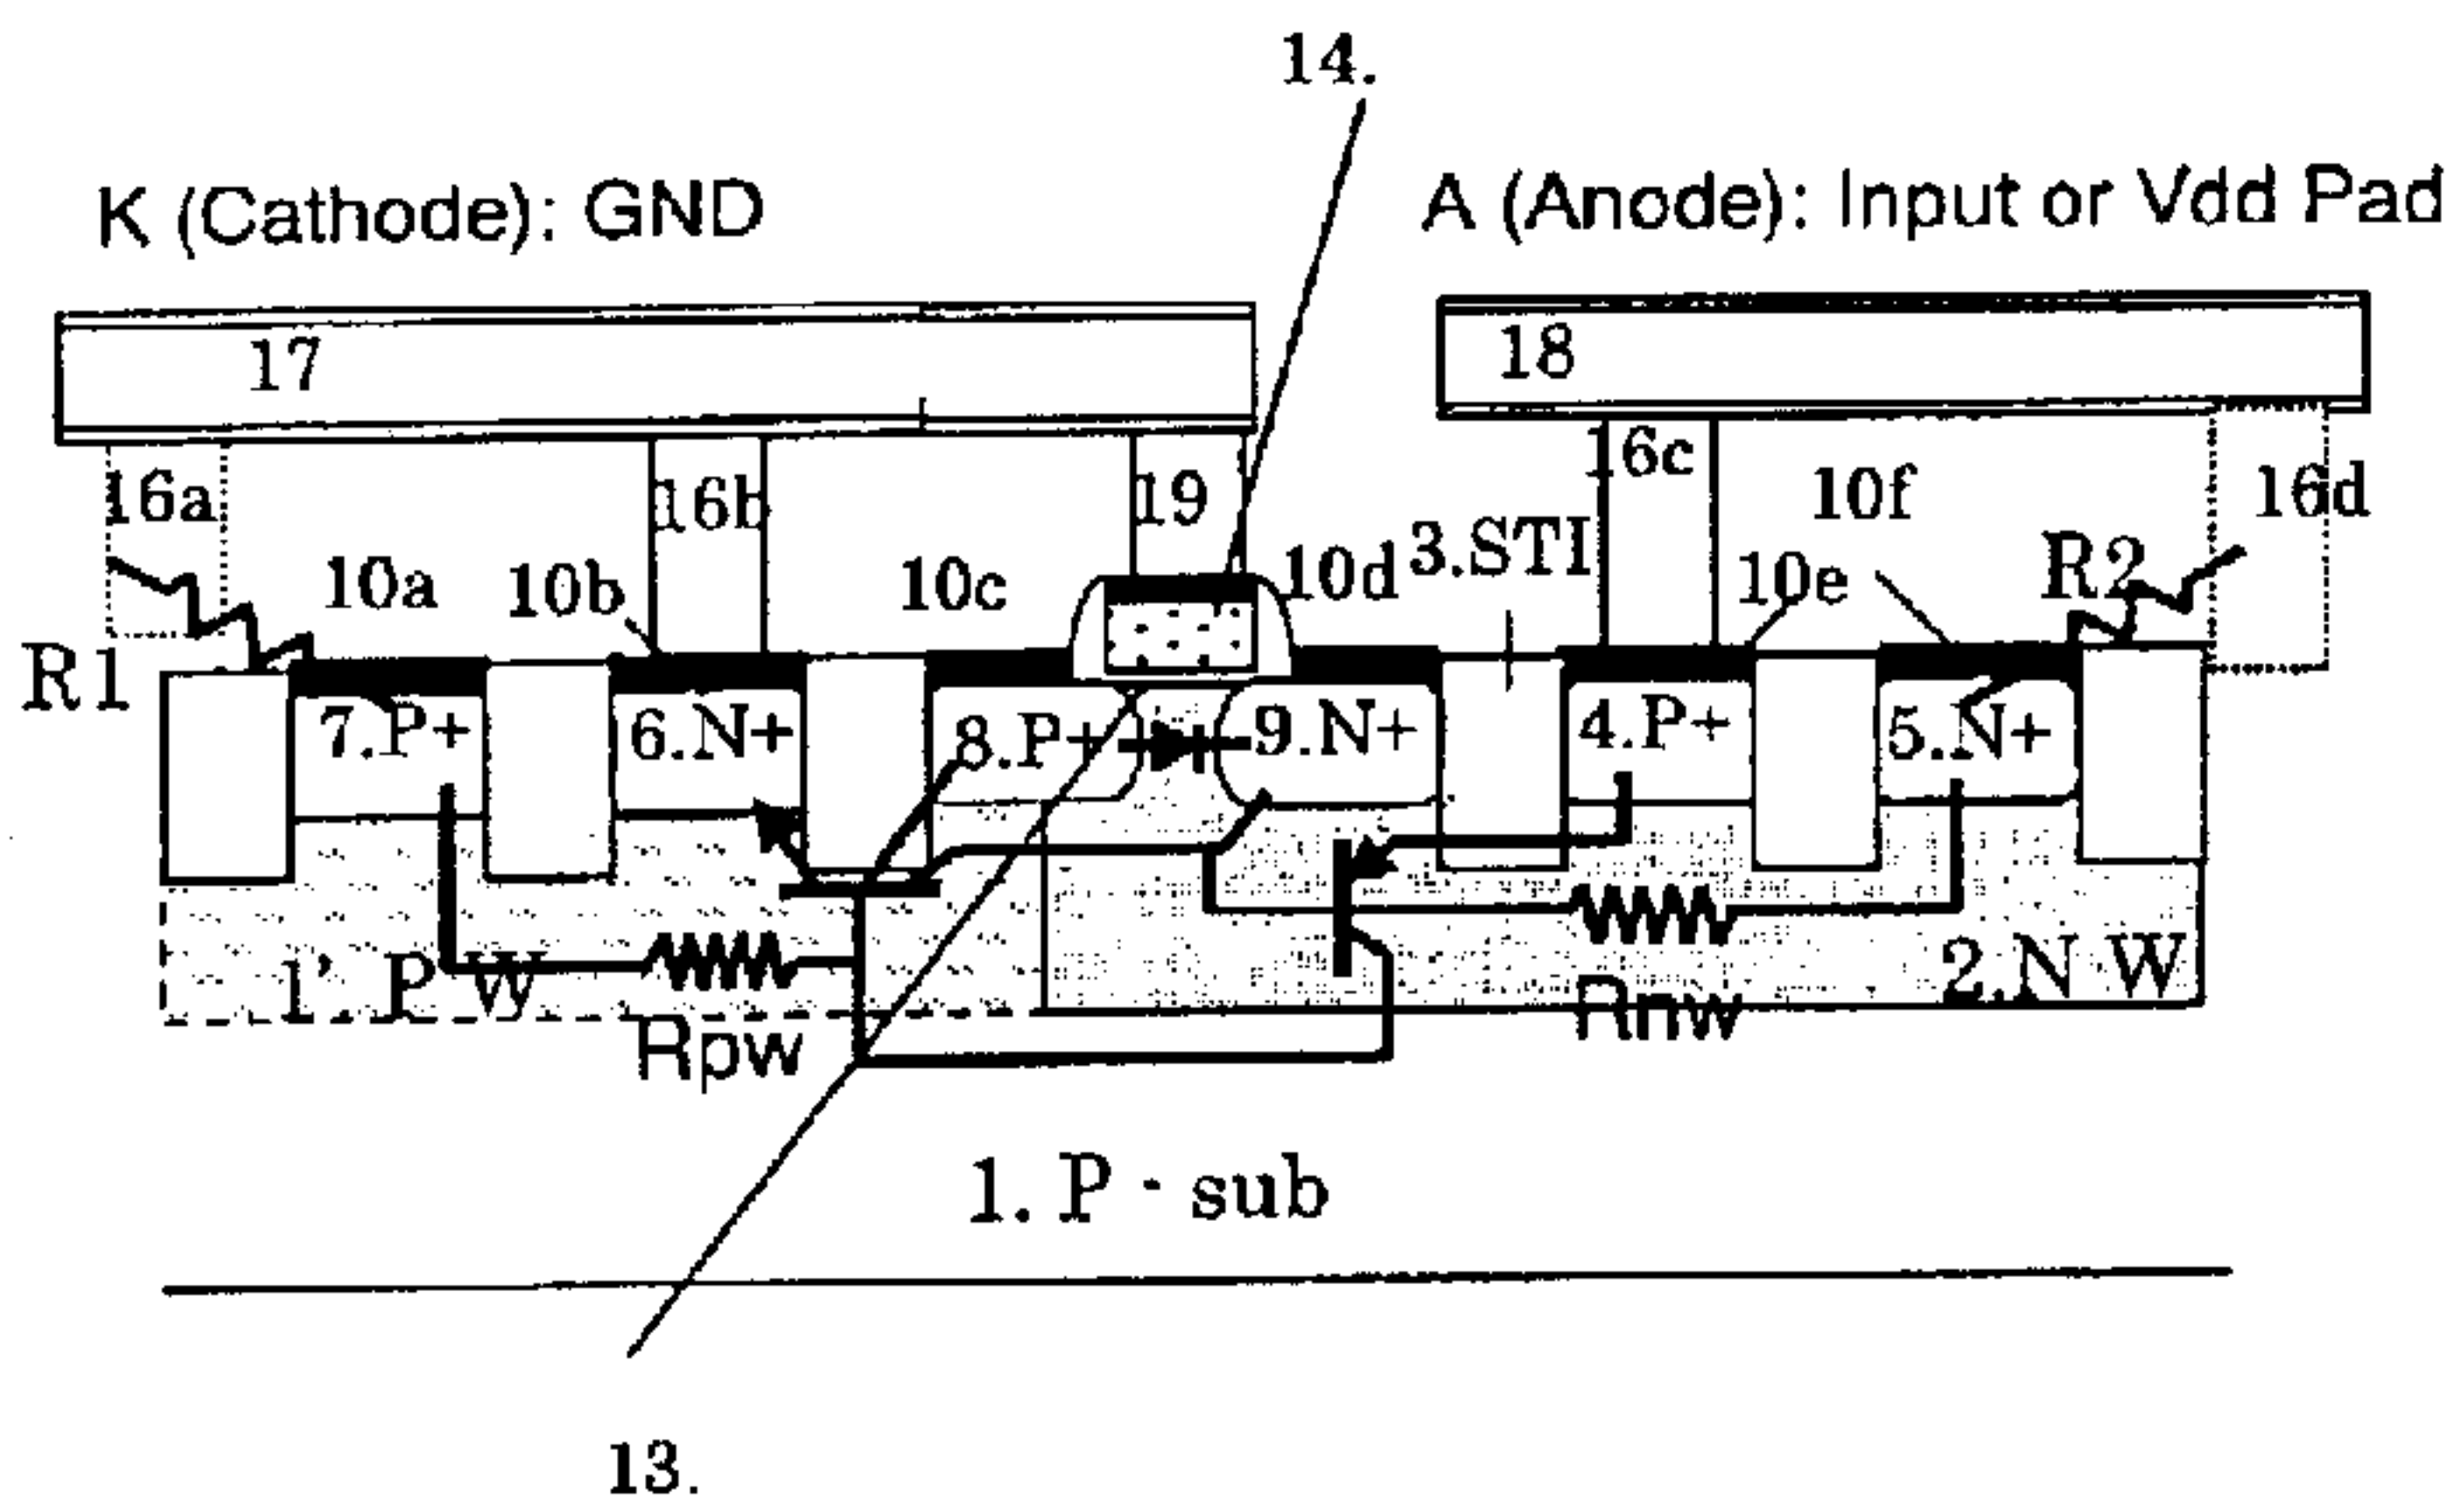 14.
K (Cathode): GND
A (Anode): Input or Vdd Pad
17
18
16a
16b
19
16c
10f
16d
10a
10b
10c
10d
3.STI
10e
R2
R1
7.P+
6.N+
8.P+
9.N+
4.P+
5.N+
1' P W
2.N W
Rpw
Rnw
1. P - sub
13.